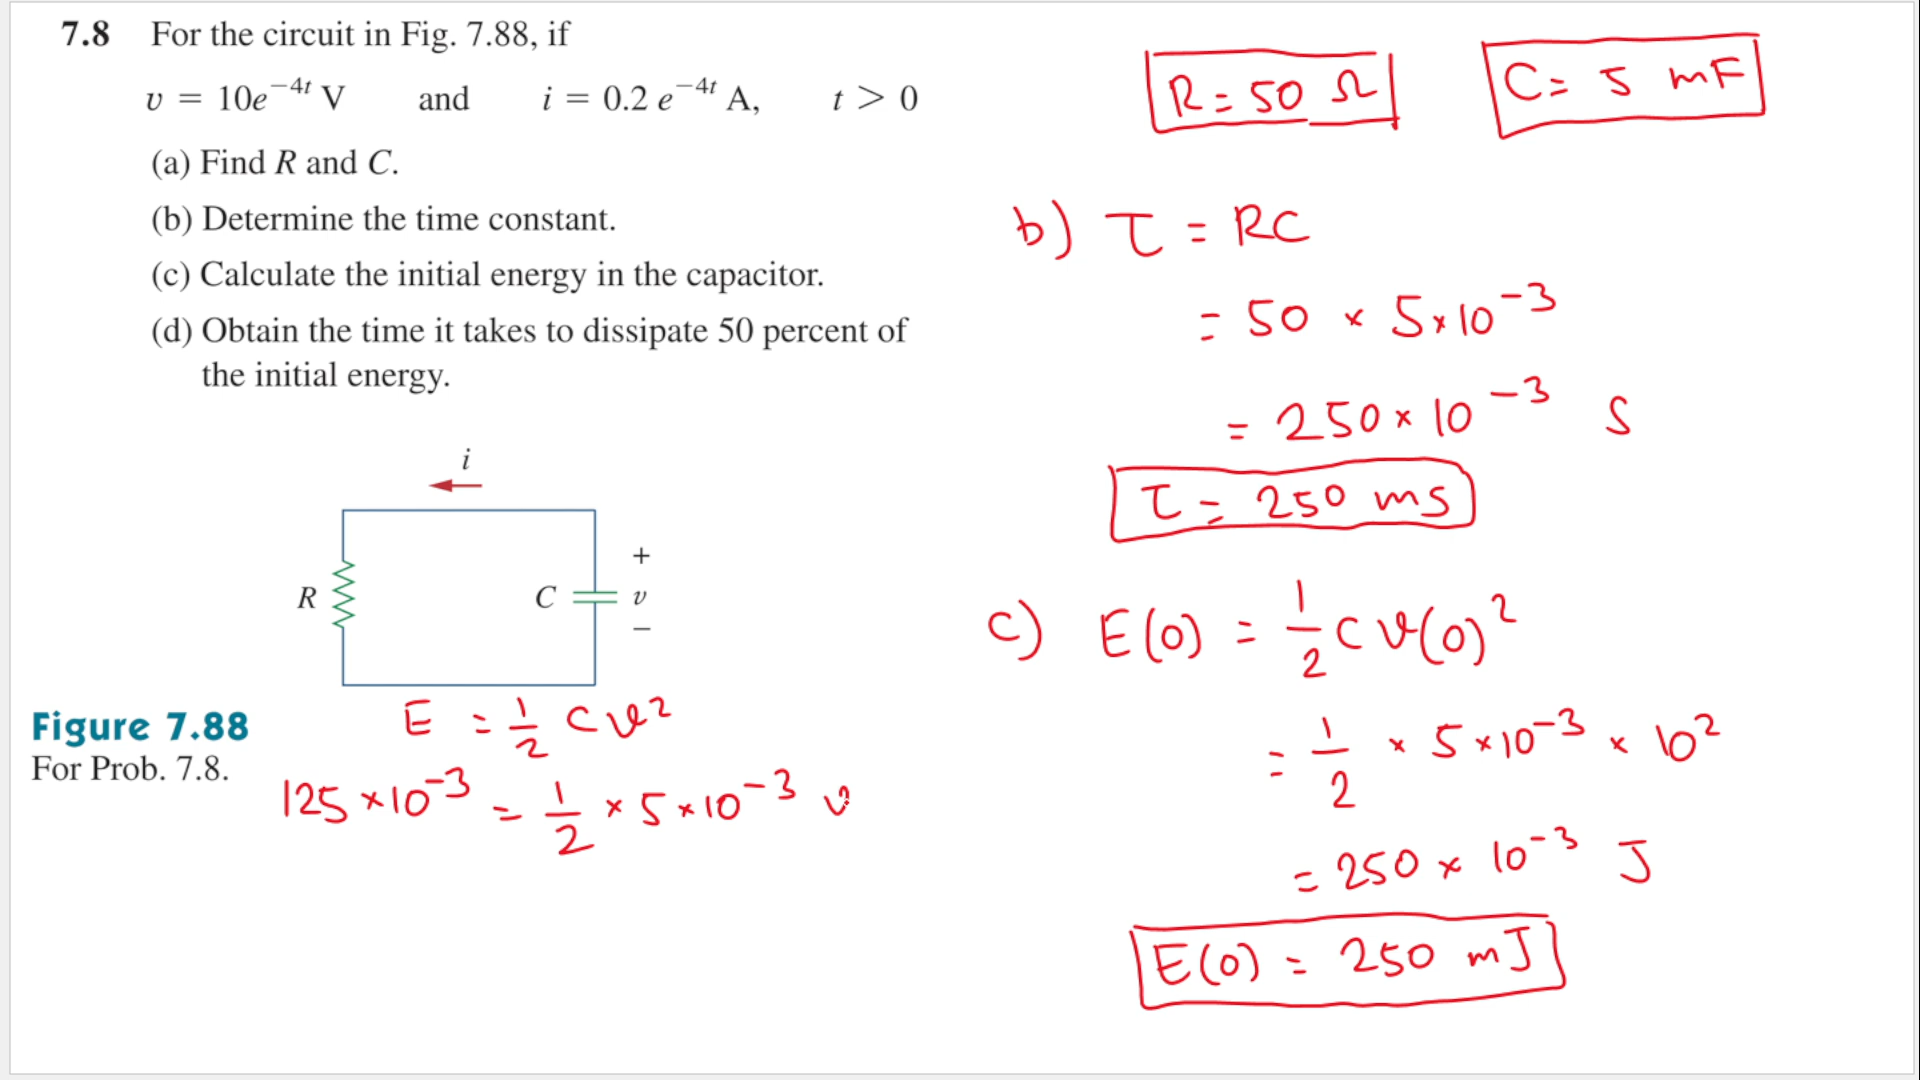 7.8 For the circuit in Fig. 7.88, if
v = 10e^{-4t} V and i = 0.2 e^{-4t} A, t > 0
(a) Find R and C.
(b) Determine the time constant.
(c) Calculate the initial energy in the capacitor.
(d) Obtain the time it takes to dissipate 50 percent of
the initial energy.
i
R
C
+
v
−
Figure 7.88
For Prob. 7.8.
E = 1/2 C v²
125 × 10⁻³ = 1/2 × 5 × 10⁻³ v
R = 50 Ω
C = 5 mF
b) τ = RC
= 50 × 5 × 10⁻³
= 250 × 10⁻³ S
τ = 250 ms
c) E(0) = 1/2 C v(0)²
= 1/2 × 5 × 10⁻³ × 10²
= 250 × 10⁻³ J
E(0) = 250 mJ